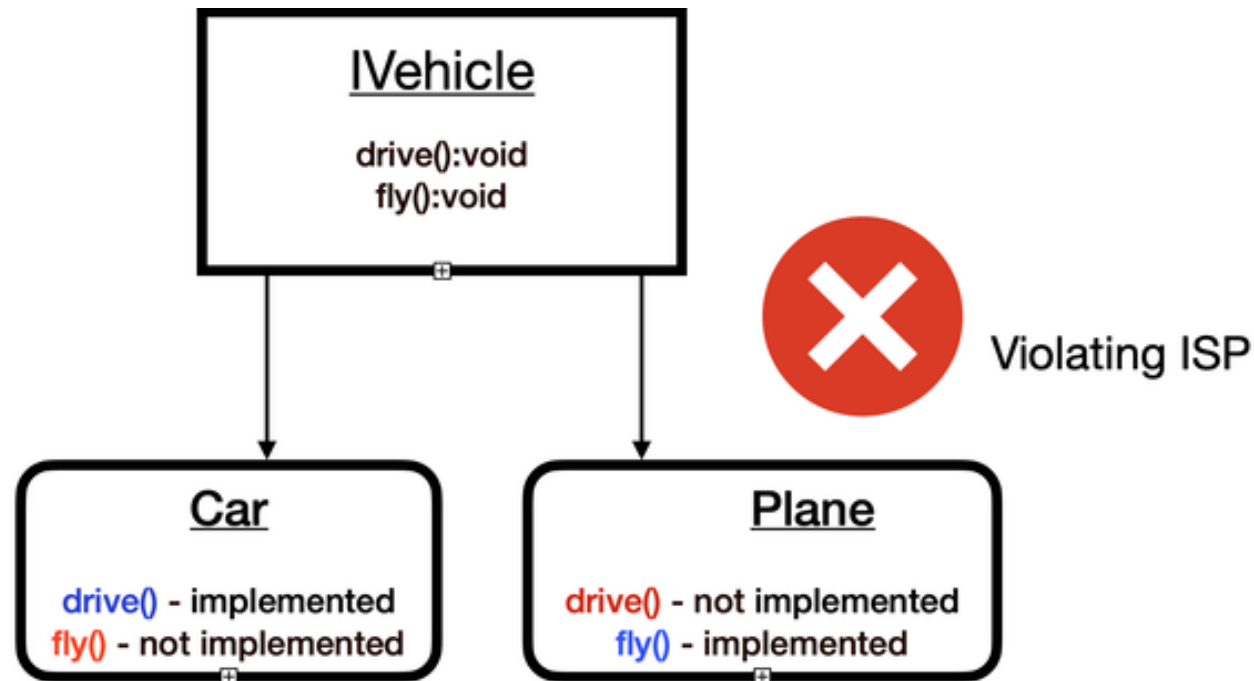 IVehicle
drive():void
fly():void
Violating ISP
Car
drive() - implemented
fly() - not implemented
Plane
drive() - not implemented
fly() - implemented